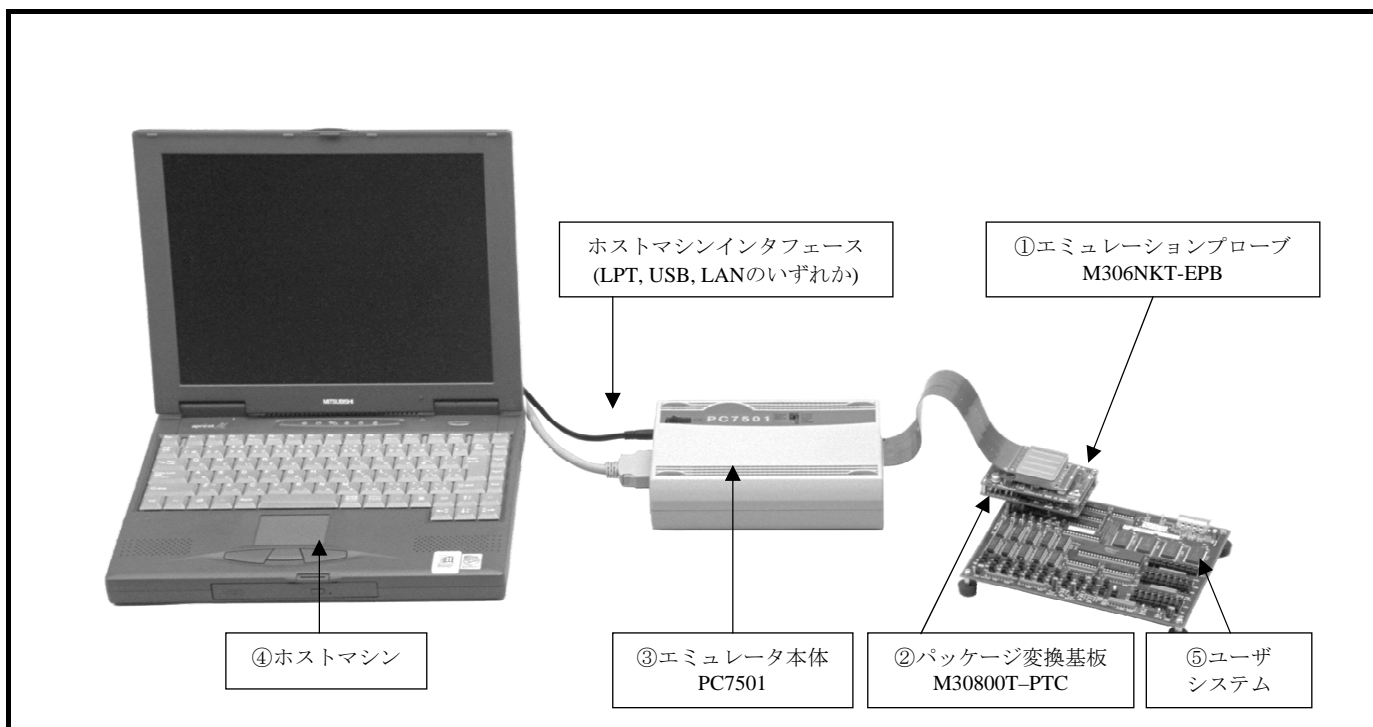 ホストマシンインタフェース
(LPT, USB, LANのいずれか)
①エミュレーションプローブ
M306NKT-EPB
MITSUBISHI
PC7501
④ホストマシン
③エミュレータ本体
PC7501
②パッケージ変換基板
M30800T–PTC
⑤ユーザ
システム